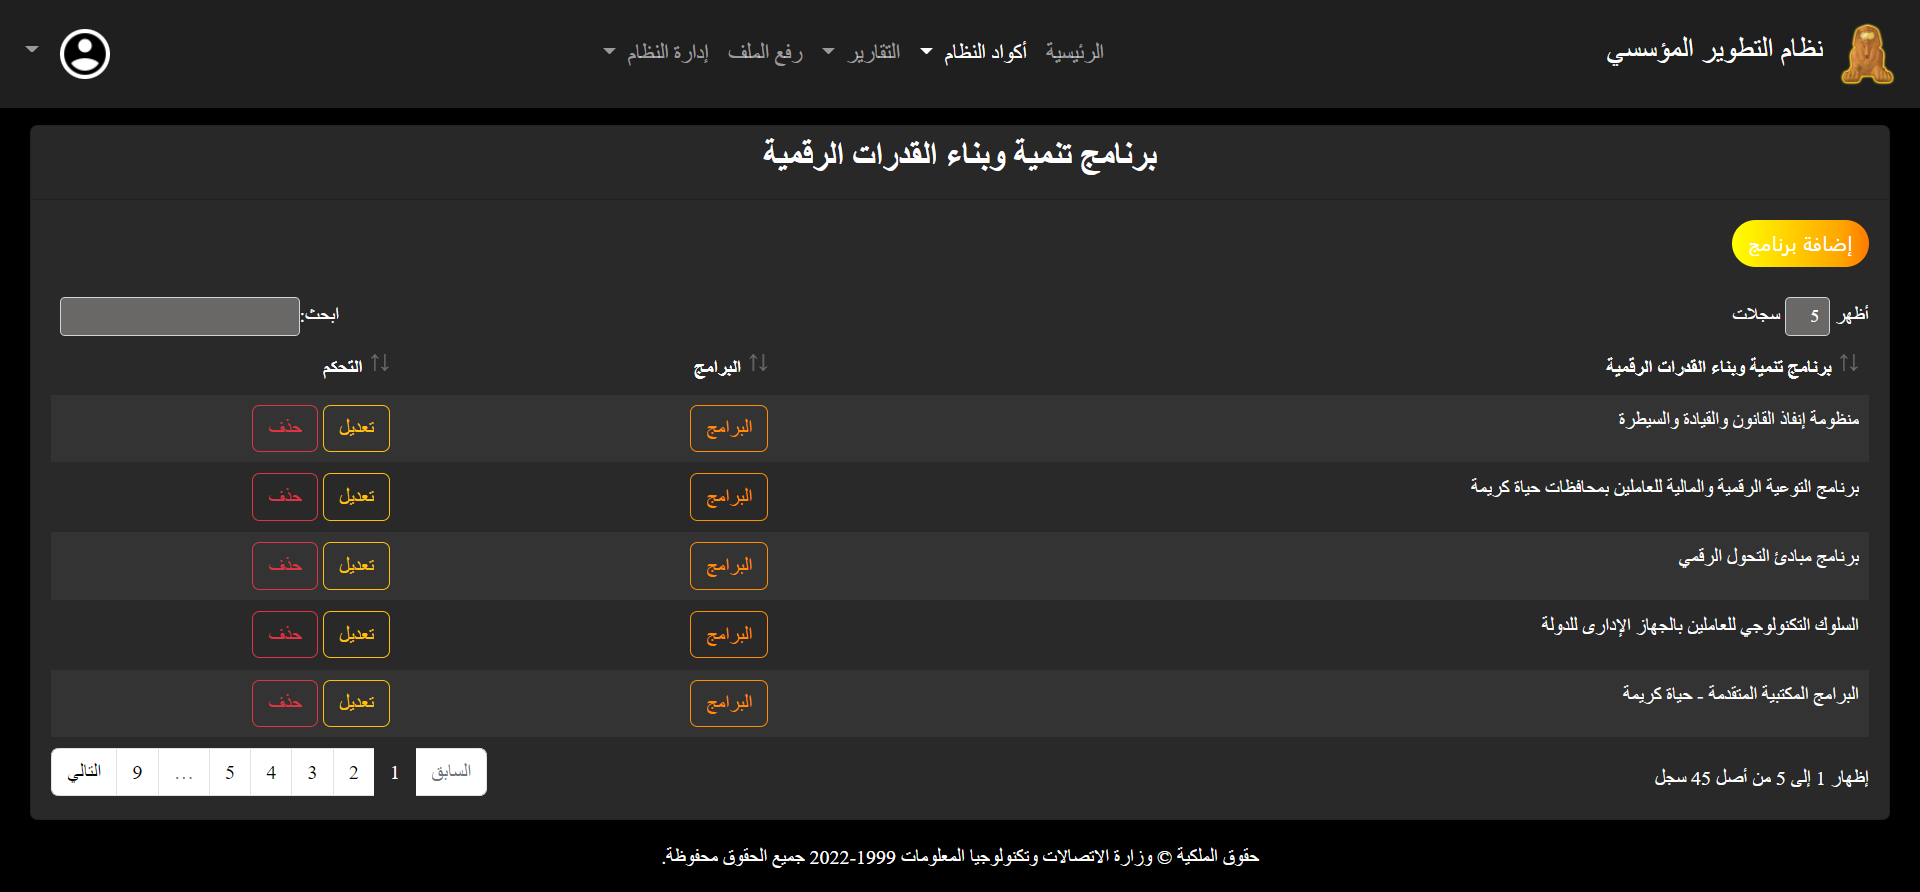 نظام التطوير المؤسسي
الرئيسية أكواد النظام التقارير رفع الملف إدارة النظام
برنامج تنمية وبناء القدرات الرقمية
إضافة برنامج
أظهر 5 سجلات ابحث:
برنامج تنمية وبناء القدرات الرقمية البرامج التحكم
منظومة إنفاذ القانون والقيادة والسيطرة البرامج تعديل حذف
برنامج التوعية الرقمية والمالية للعاملين بمحافظات حياة كريمة البرامج تعديل حذف
برنامج مبادئ التحول الرقمي البرامج تعديل حذف
السلوك التكنولوجي للعاملين بالجهاز الإدارى للدولة البرامج تعديل حذف
البرامج المكتبية المتقدمة - حياة كريمة البرامج تعديل حذف
إظهار 1 إلى 5 من أصل 45 سجل السابق 1 2 3 4 5 … 9 التالي
حقوق الملكية © وزارة الاتصالات وتكنولوجيا المعلومات 1999-2022 جميع الحقوق محفوظة.